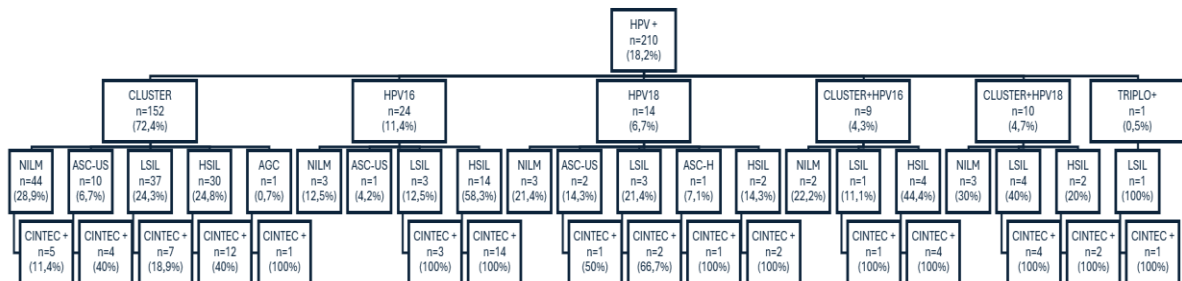 HPV +
n=210
(18,2%)
CLUSTER
n=152
(72,4%)
HPV16
n=24
(11,4%)
HPV18
n=14
(6,7%)
CLUSTER+HPV16
n=9
(4,3%)
CLUSTER+HPV18
n=10
(4,7%)
TRIPLO+
n=1
(0,5%)
NILM
n=44
(28,9%)
ASC-US
n=10
(6,7%)
LSIL
n=37
(24,3%)
HSIL
n=30
(24,8%)
AGC
n=1
(0,7%)
NILM
n=3
(12,5%)
ASC-US
n=1
(4,2%)
LSIL
n=3
(12,5%)
HSIL
n=14
(58,3%)
NILM
n=3
(21,4%)
ASC-US
n=2
(14,3%)
LSIL
n=3
(21,4%)
ASC-H
n=1
(7,1%)
HSIL
n=2
(14,3%)
NILM
n=2
(22,2%)
LSIL
n=1
(11,1%)
HSIL
n=4
(44,4%)
NILM
n=3
(30%)
LSIL
n=4
(40%)
HSIL
n=2
(20%)
LSIL
n=1
(100%)
CINTEC +
n=5
(11,4%)
CINTEC +
n=4
(40%)
CINTEC +
n=7
(18,9%)
CINTEC +
n=12
(40%)
CINTEC +
n=1
(100%)
CINTEC +
n=3
(100%)
CINTEC +
n=14
(100%)
CINTEC +
n=1
(50%)
CINTEC +
n=2
(66,7%)
CINTEC +
n=1
(100%)
CINTEC +
n=2
(100%)
CINTEC +
n=1
(100%)
CINTEC +
n=4
(100%)
CINTEC +
n=4
(100%)
CINTEC +
n=2
(100%)
CINTEC +
n=1
(100%)